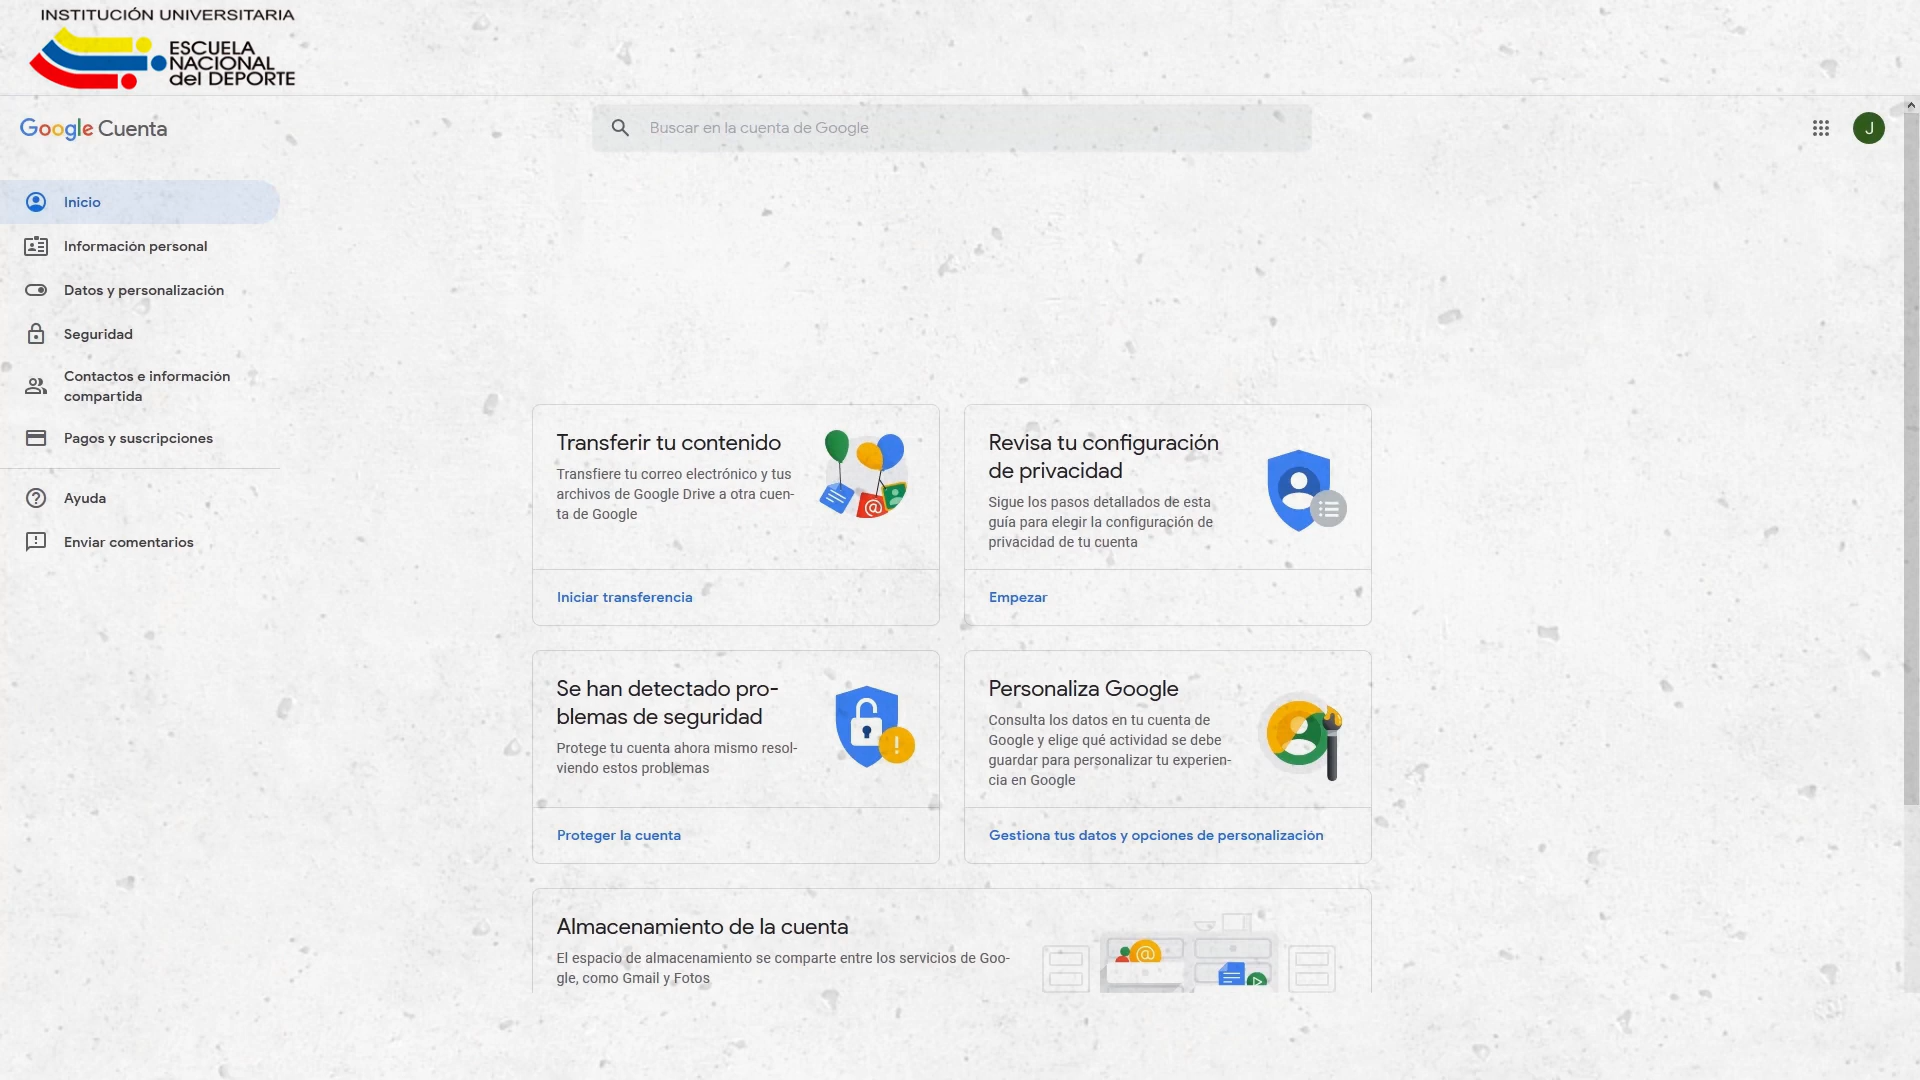 INSTITUCIÓN UNIVERSITARIA
ESCUELA
NACIONAL
del DEPORTE
Google Cuenta
Buscar en la cuenta de Google
J
Inicio
Información personal
Datos y personalización
Seguridad
Contactos e información
compartida
Pagos y suscripciones
Ayuda
Enviar comentarios
Transferir tu contenido
Transfiere tu correo electrónico y tus
archivos de Google Drive a otra cuen-
ta de Google
Iniciar transferencia
Revisa tu configuración
de privacidad
Sigue los pasos detallados de esta
guía para elegir la configuración de
privacidad de tu cuenta
Empezar
Se han detectado pro-
blemas de seguridad
Protege tu cuenta ahora mismo resol-
viendo estos problemas
Proteger la cuenta
Personaliza Google
Consulta los datos en tu cuenta de
Google y elige qué actividad se debe
guardar para personalizar tu experien-
cia en Google
Gestiona tus datos y opciones de personalización
Almacenamiento de la cuenta
El espacio de almacenamiento se comparte entre los servicios de Goo-
gle, como Gmail y Fotos